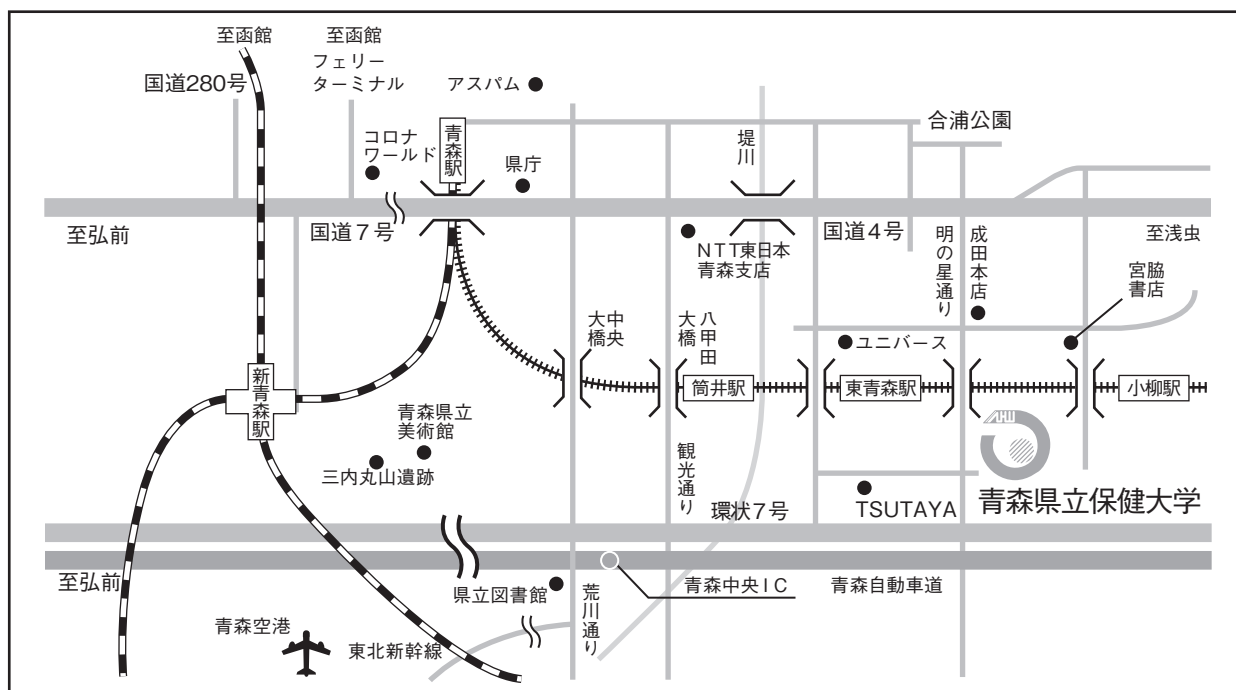 至函館
至函館
フェリー
ターミナル
国道280号
アスパム
コロナ
ワールド
青森駅
県庁
堤川
合浦公園
至弘前
国道7号
国道4号
至浅虫
NTT東日本
青森支店
明の星通り
成田本店
宮脇
書店
中央
大橋
八甲田
大橋
ユニバース
新青森駅
筒井駅
東青森駅
小柳駅
青森県立
美術館
三内丸山遺跡
観光通り
環状7号
TSUTAYA
青森県立保健大学
至弘前
県立図書館
荒川通り
青森中央IC
青森自動車道
青森空港
東北新幹線